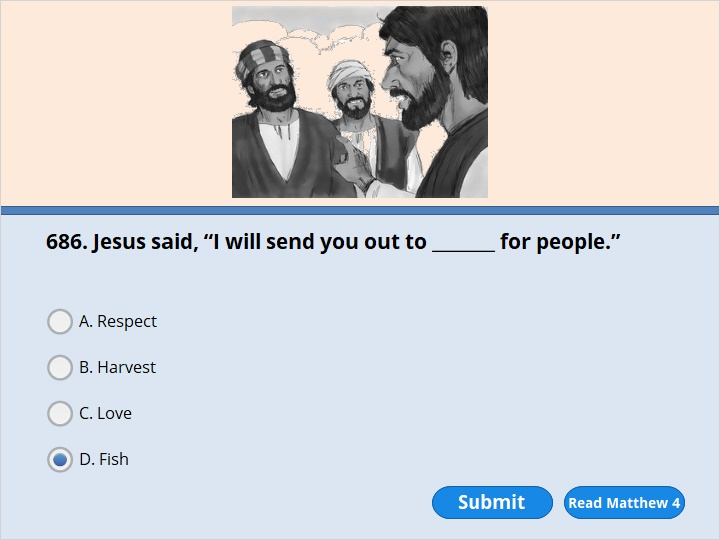 686. Jesus said, “I will send you out to _______ for people.”
A. Respect
B. Harvest
C. Love
D. Fish
Submit
Read Matthew 4